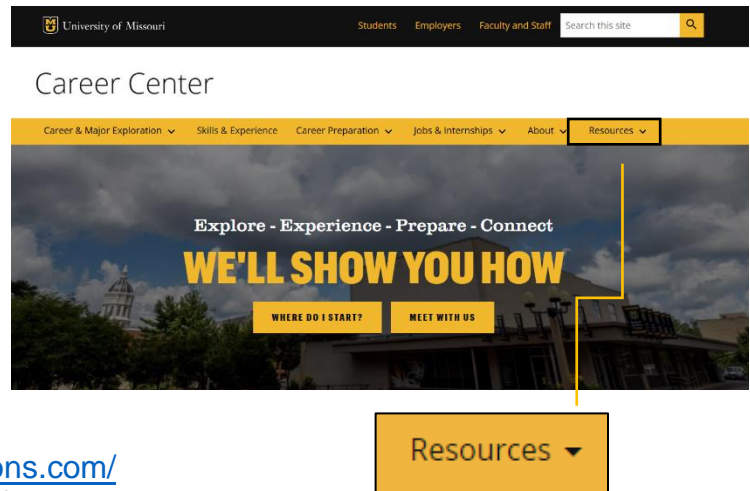 University of Missouri
Students Employers Faculty and Staff Search this site
Career Center
Career & Major Exploration Skills & Experience Career Preparation Jobs & Internships About Resources
Explore - Experience - Prepare - Connect
WE'LL SHOW YOU HOW
WHERE DO I START? MEET WITH US
Resources
ons.com/